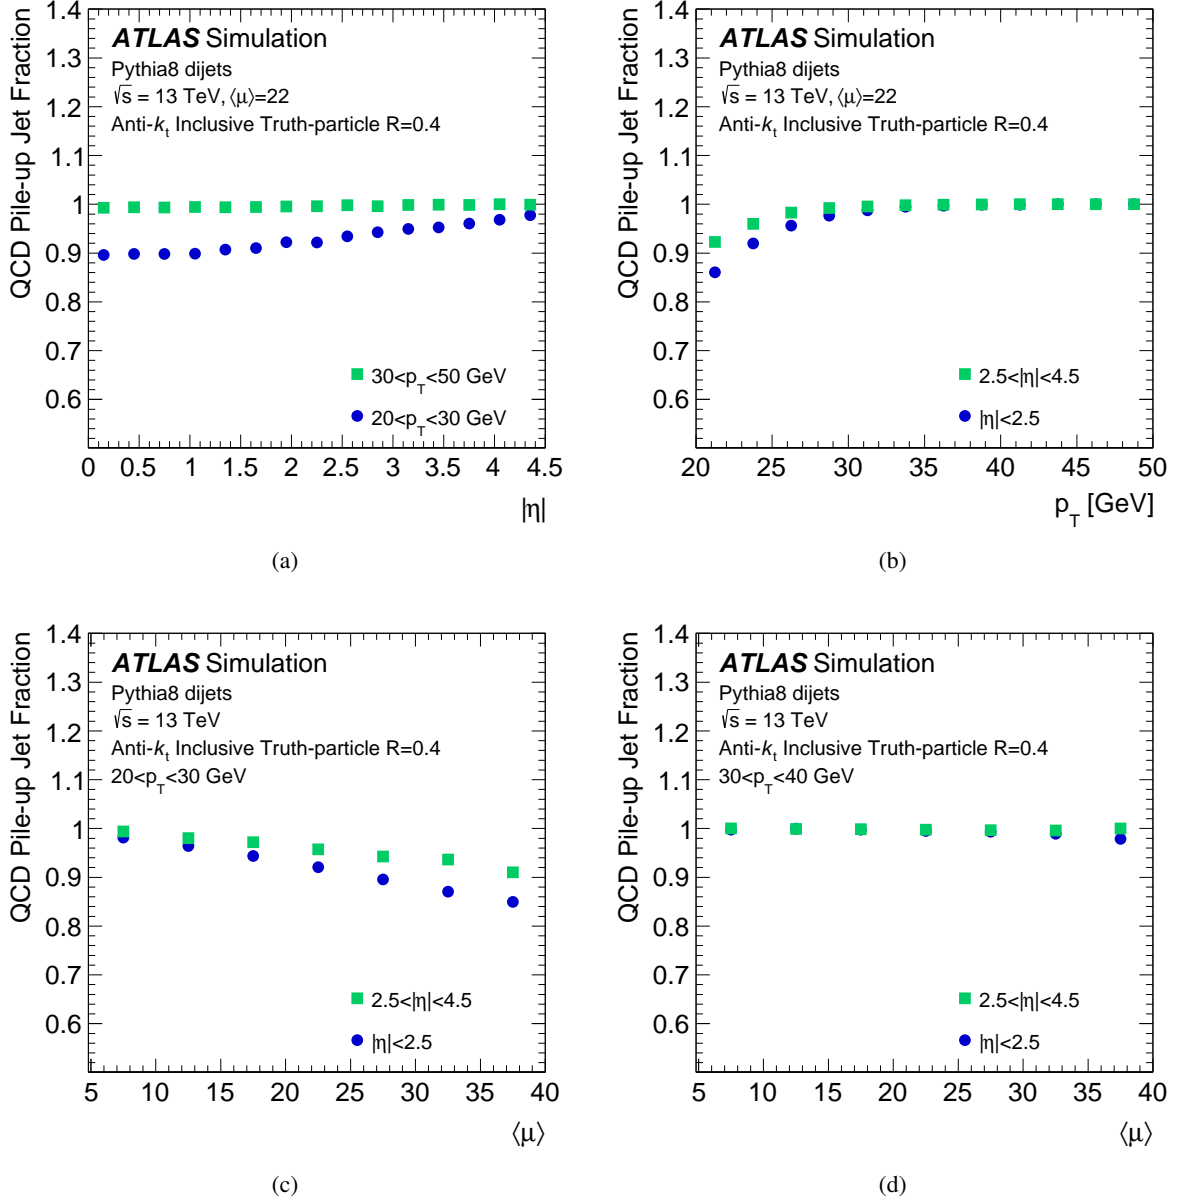 QCD Pile-up Jet Fraction
1.4
1.3
1.2
1.1
1
0.9
0.8
0.7
0.6
ATLAS Simulation
Pythia8 dijets
√s = 13 TeV, ⟨μ⟩=22
Anti-kt Inclusive Truth-particle R=0.4
30<pT<50 GeV
20<pT<30 GeV
0 0.5 1 1.5 2 2.5 3 3.5 4 4.5
|η|
(a)
QCD Pile-up Jet Fraction
1.4
1.3
1.2
1.1
1
0.9
0.8
0.7
0.6
ATLAS Simulation
Pythia8 dijets
√s = 13 TeV, ⟨μ⟩=22
Anti-kt Inclusive Truth-particle R=0.4
2.5<|η|<4.5
|η|<2.5
20 25 30 35 40 45 50
pT [GeV]
(b)
QCD Pile-up Jet Fraction
1.4
1.3
1.2
1.1
1
0.9
0.8
0.7
0.6
ATLAS Simulation
Pythia8 dijets
√s = 13 TeV
Anti-kt Inclusive Truth-particle R=0.4
20<pT<30 GeV
2.5<|η|<4.5
|η|<2.5
5 10 15 20 25 30 35 40
⟨μ⟩
(c)
QCD Pile-up Jet Fraction
1.4
1.3
1.2
1.1
1
0.9
0.8
0.7
0.6
ATLAS Simulation
Pythia8 dijets
√s = 13 TeV
Anti-kt Inclusive Truth-particle R=0.4
30<pT<40 GeV
2.5<|η|<4.5
|η|<2.5
5 10 15 20 25 30 35 40
⟨μ⟩
(d)